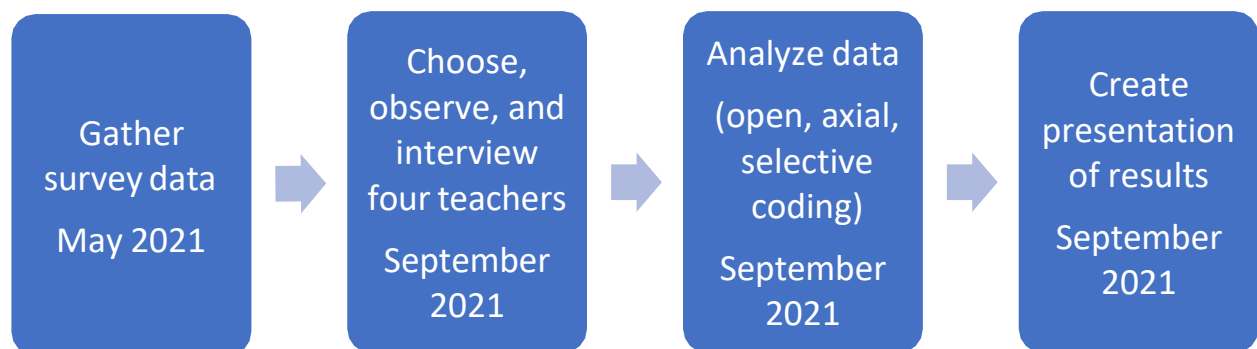 Gather
survey data
May 2021
Choose,
observe, and
interview
four teachers
September
2021
Analyze data
(open, axial,
selective
coding)
September
2021
Create
presentation
of results
September
2021